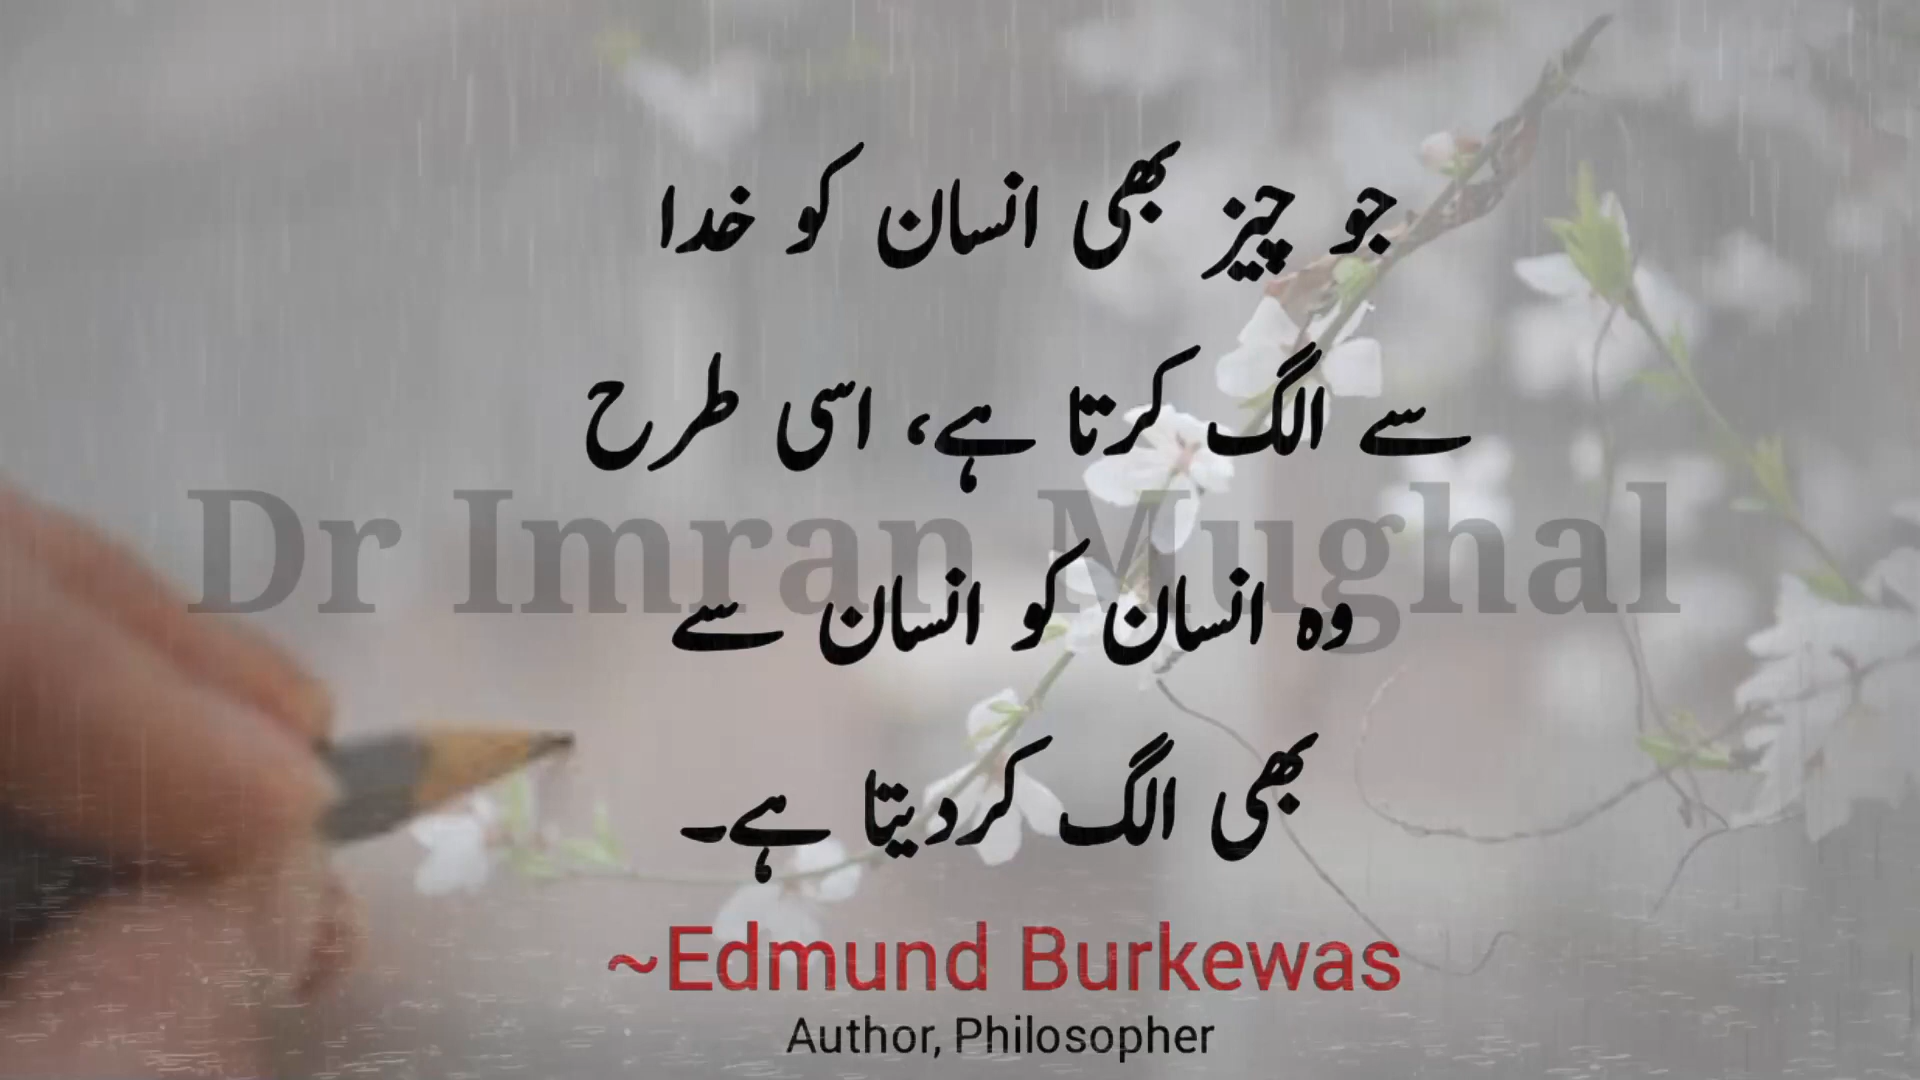 جو چیز بھی انسان کو خدا
سے الگ کرتا ہے، اسی طرح
Dr Imran Mughal
وہ انسان کو انسان سے
بھی الگ کردیتا ہے۔
~Edmund Burkewas
Author, Philosopher